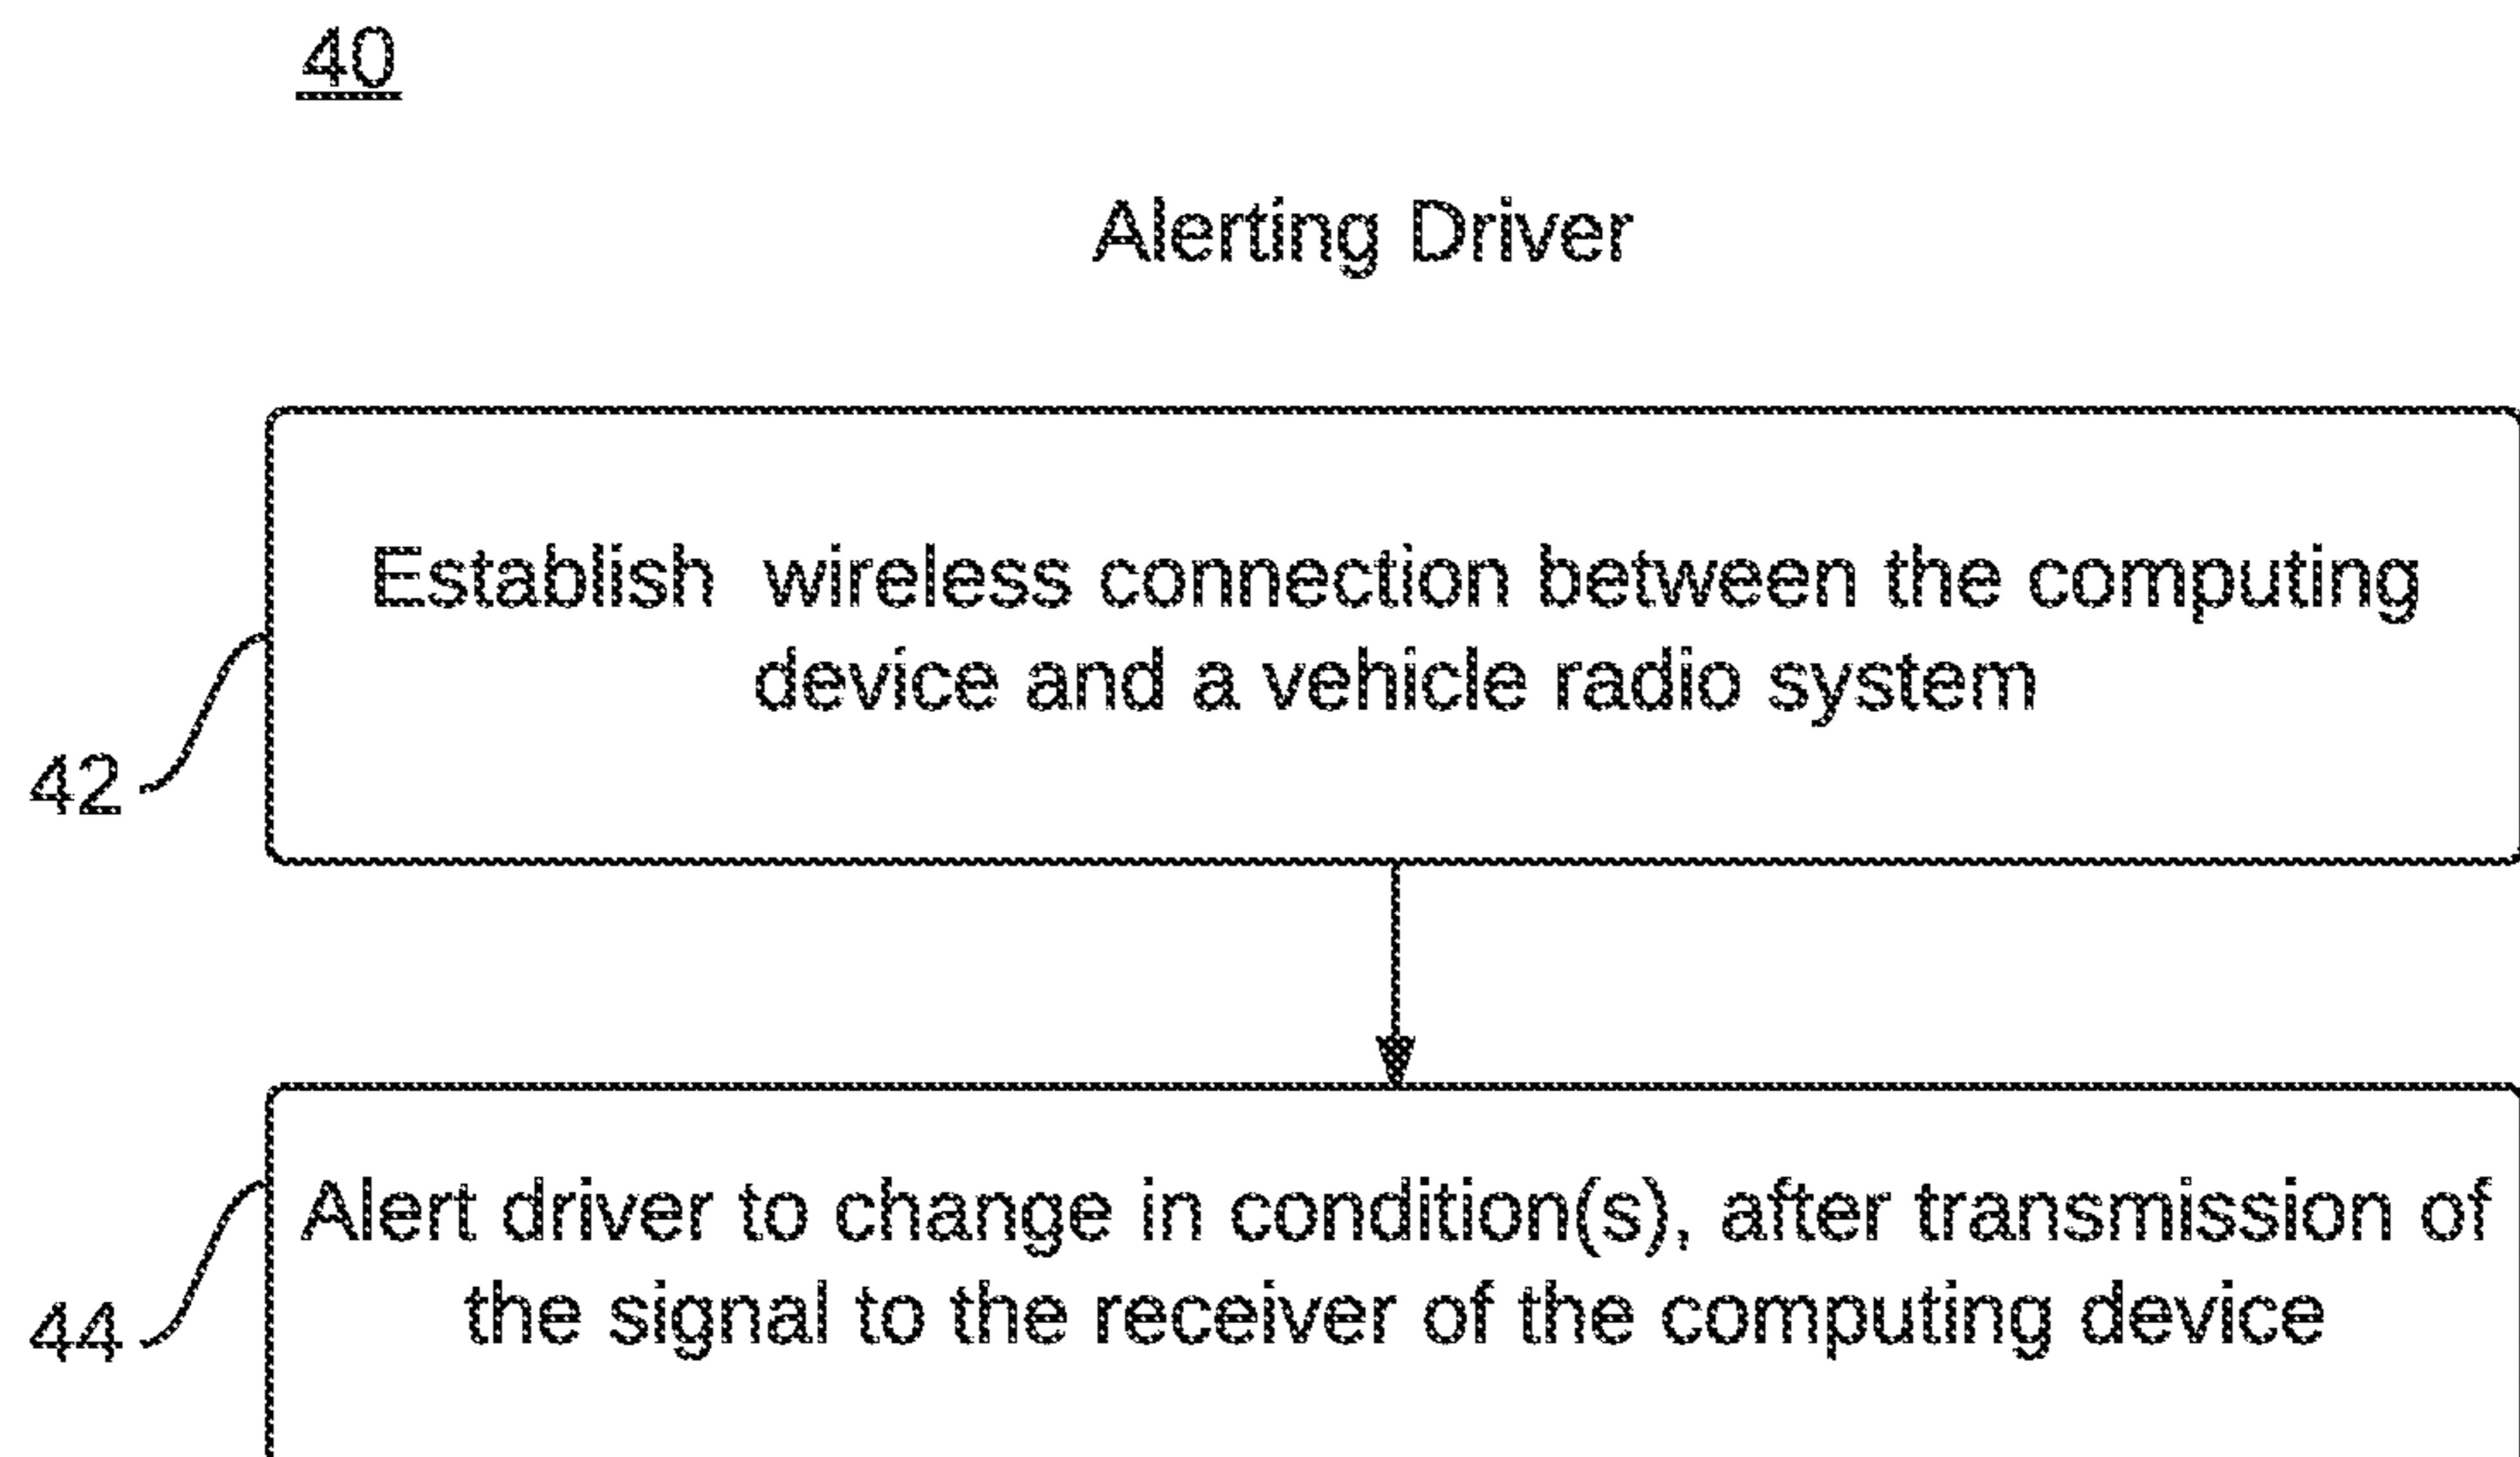 40
Alerting Driver
Establish wireless connection between the computing
device and a vehicle radio system
42
Alert driver to change in condition(s), after transmission of
the signal to the receiver of the computing device
44